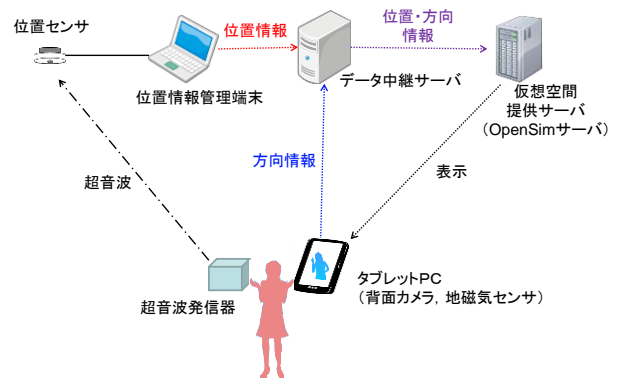 位置センサ
位置情報管理端末
位置情報
データ中継サーバ
位置・方向
情報
仮想空間
提供サーバ
(OpenSimサーバ)
方向情報
表示
超音波
超音波発信器
タブレットPC
(背面カメラ，地磁気センサ)